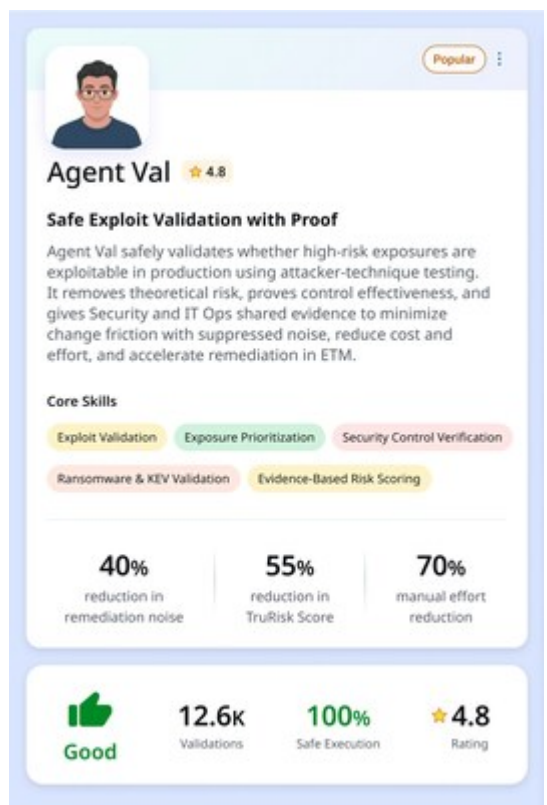 Popular
Agent Val
4.8
Safe Exploit Validation with Proof
Agent Val safely validates whether high-risk exposures are
exploitable in production using attacker-technique testing.
It removes theoretical risk, proves control effectiveness, and
gives Security and IT Ops shared evidence to minimize
change friction with suppressed noise, reduce cost and
effort, and accelerate remediation in ETM.
Core Skills
Exploit Validation
Exposure Prioritization
Security Control Verification
Ransomware & KEV Validation
Evidence-Based Risk Scoring
40%
reduction in
remediation noise
55%
reduction in
TruRisk Score
70%
manual effort
reduction
Good
12.6K
Validations
100%
Safe Execution
4.8
Rating